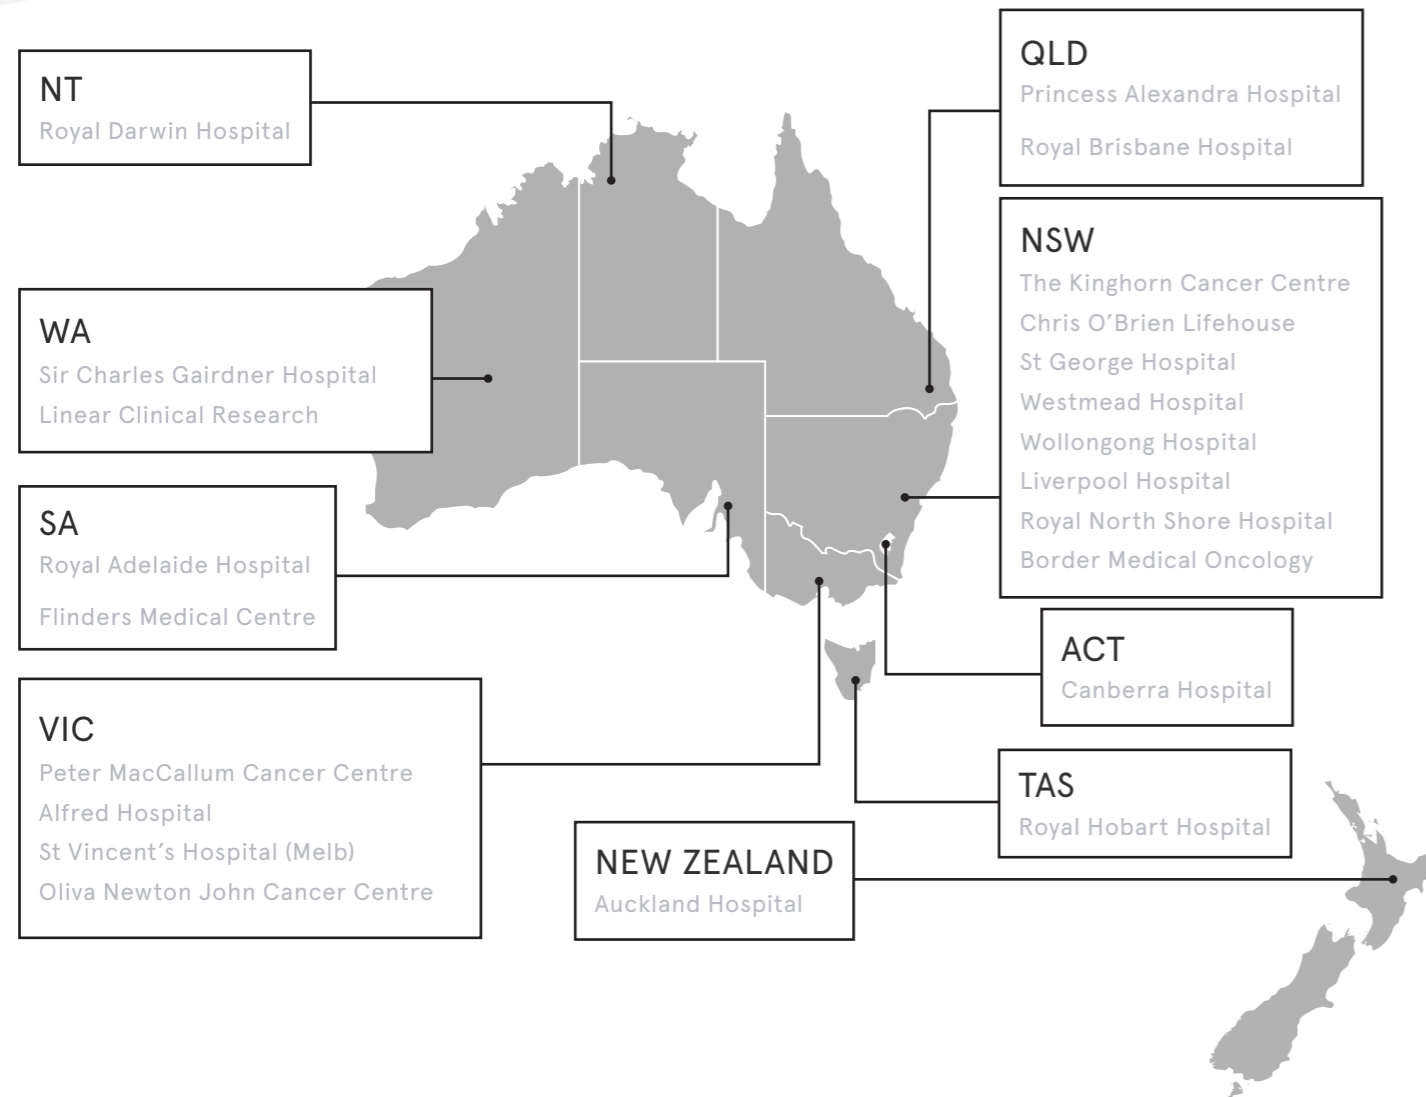 NT
Royal Darwin Hospital
WA
Sir Charles Gairdner Hospital
Linear Clinical Research
SA
Royal Adelaide Hospital
Flinders Medical Centre
VIC
Peter MacCallum Cancer Centre
Alfred Hospital
St Vincent’s Hospital (Melb)
Oliva Newton John Cancer Centre
QLD
Princess Alexandra Hospital
Royal Brisbane Hospital
NSW
The Kinghorn Cancer Centre
Chris O’Brien Lifehouse
St George Hospital
Westmead Hospital
Wollongong Hospital
Liverpool Hospital
Royal North Shore Hospital
Border Medical Oncology
ACT
Canberra Hospital
TAS
Royal Hobart Hospital
NEW ZEALAND
Auckland Hospital